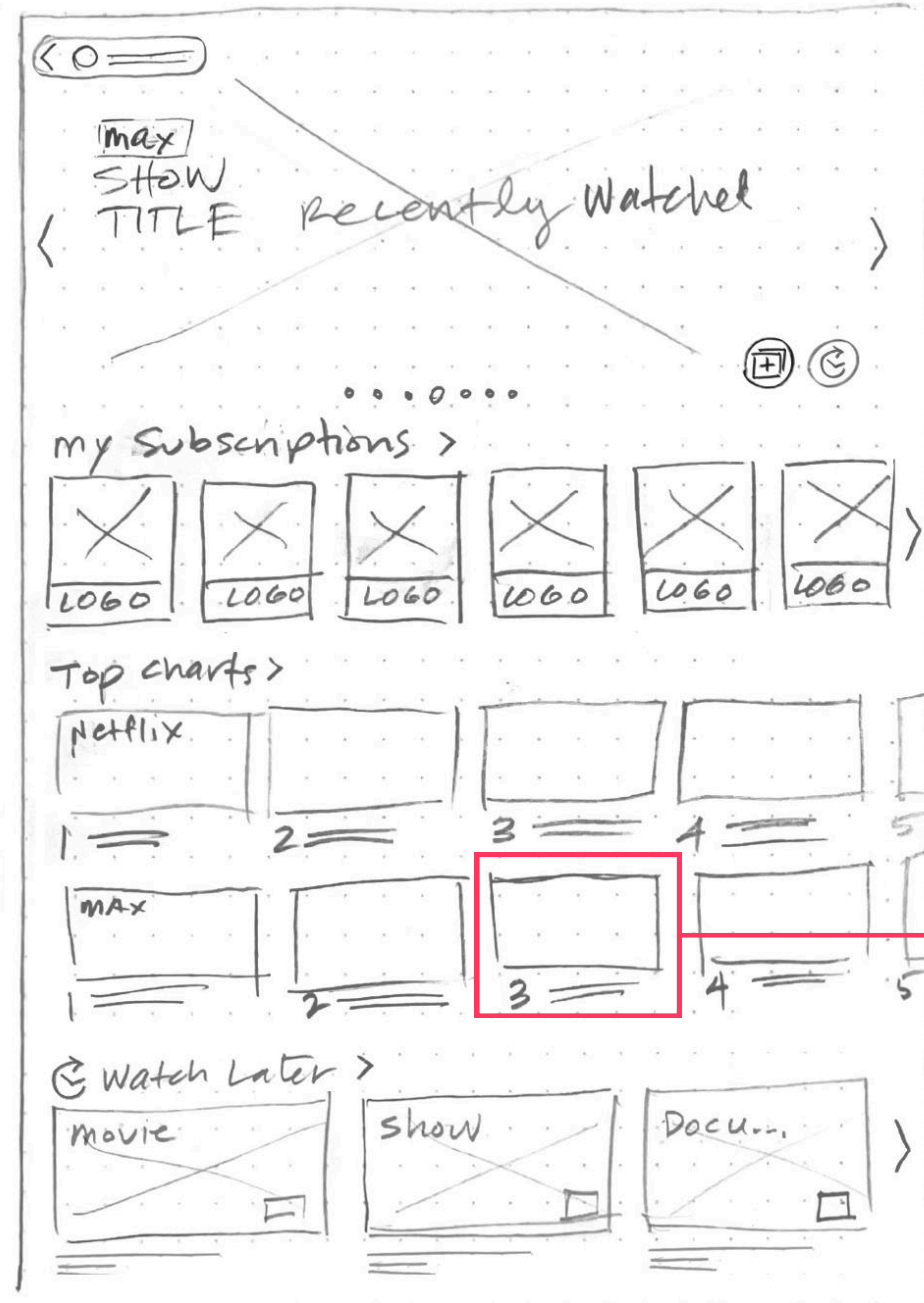 max
SHOW
TITLE
Recently Watched
my Subscriptions >
LOGO LOGO LOGO LOGO LOGO LOGO
Top Charts >
Netflix
1 2 3 4 5
MAX
1 2 3 4 5
Watch Later >
movie show Docu...